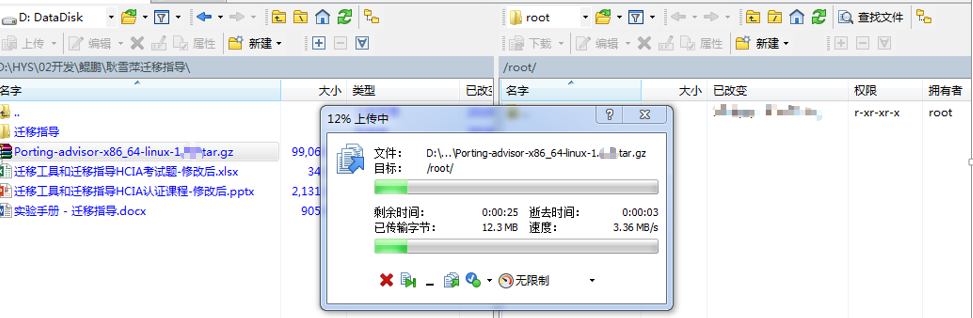 D: DataDisk
root
查找文件
上传
编辑
属性
新建
下载
编辑
属性
新建
D:\HYS\02开发\鲲鹏\耿雪萍迁移指导\
/root/
名字
大小
类型
已改变
名字
大小
已改变
权限
拥有者
..
r-xr-xr-x
root
迁移指导
Porting-advisor-x86_64-linux-1. tar.gz
99,06
迁移工具和迁移指导HCIA考试题-修改后.xlsx
34
迁移工具和迁移指导HCIA认证课程-修改后.pptx
2,131
实验手册 - 迁移指导.docx
905
12% 上传中
?
文件:
D:\...\Porting-advisor-x86_64-linux-1. tar.gz
目标:
/root/
剩余时间:
0:00:25
逝去时间:
0:00:03
已传输字节:
12.3 MB
速度:
3.36 MB/s
无限制